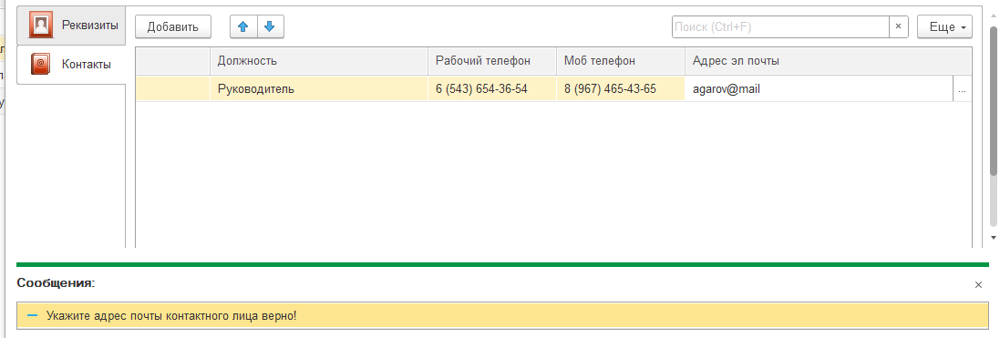 Реквизиты
Контакты
Добавить
Поиск (Ctrl+F)
×
Еще
Должность
Рабочий телефон
Моб телефон
Адрес эл почты
Руководитель
6 (543) 654-36-54
8 (967) 465-43-65
agarov@mail
...
Сообщения:
×
Укажите адрес почты контактного лица верно!